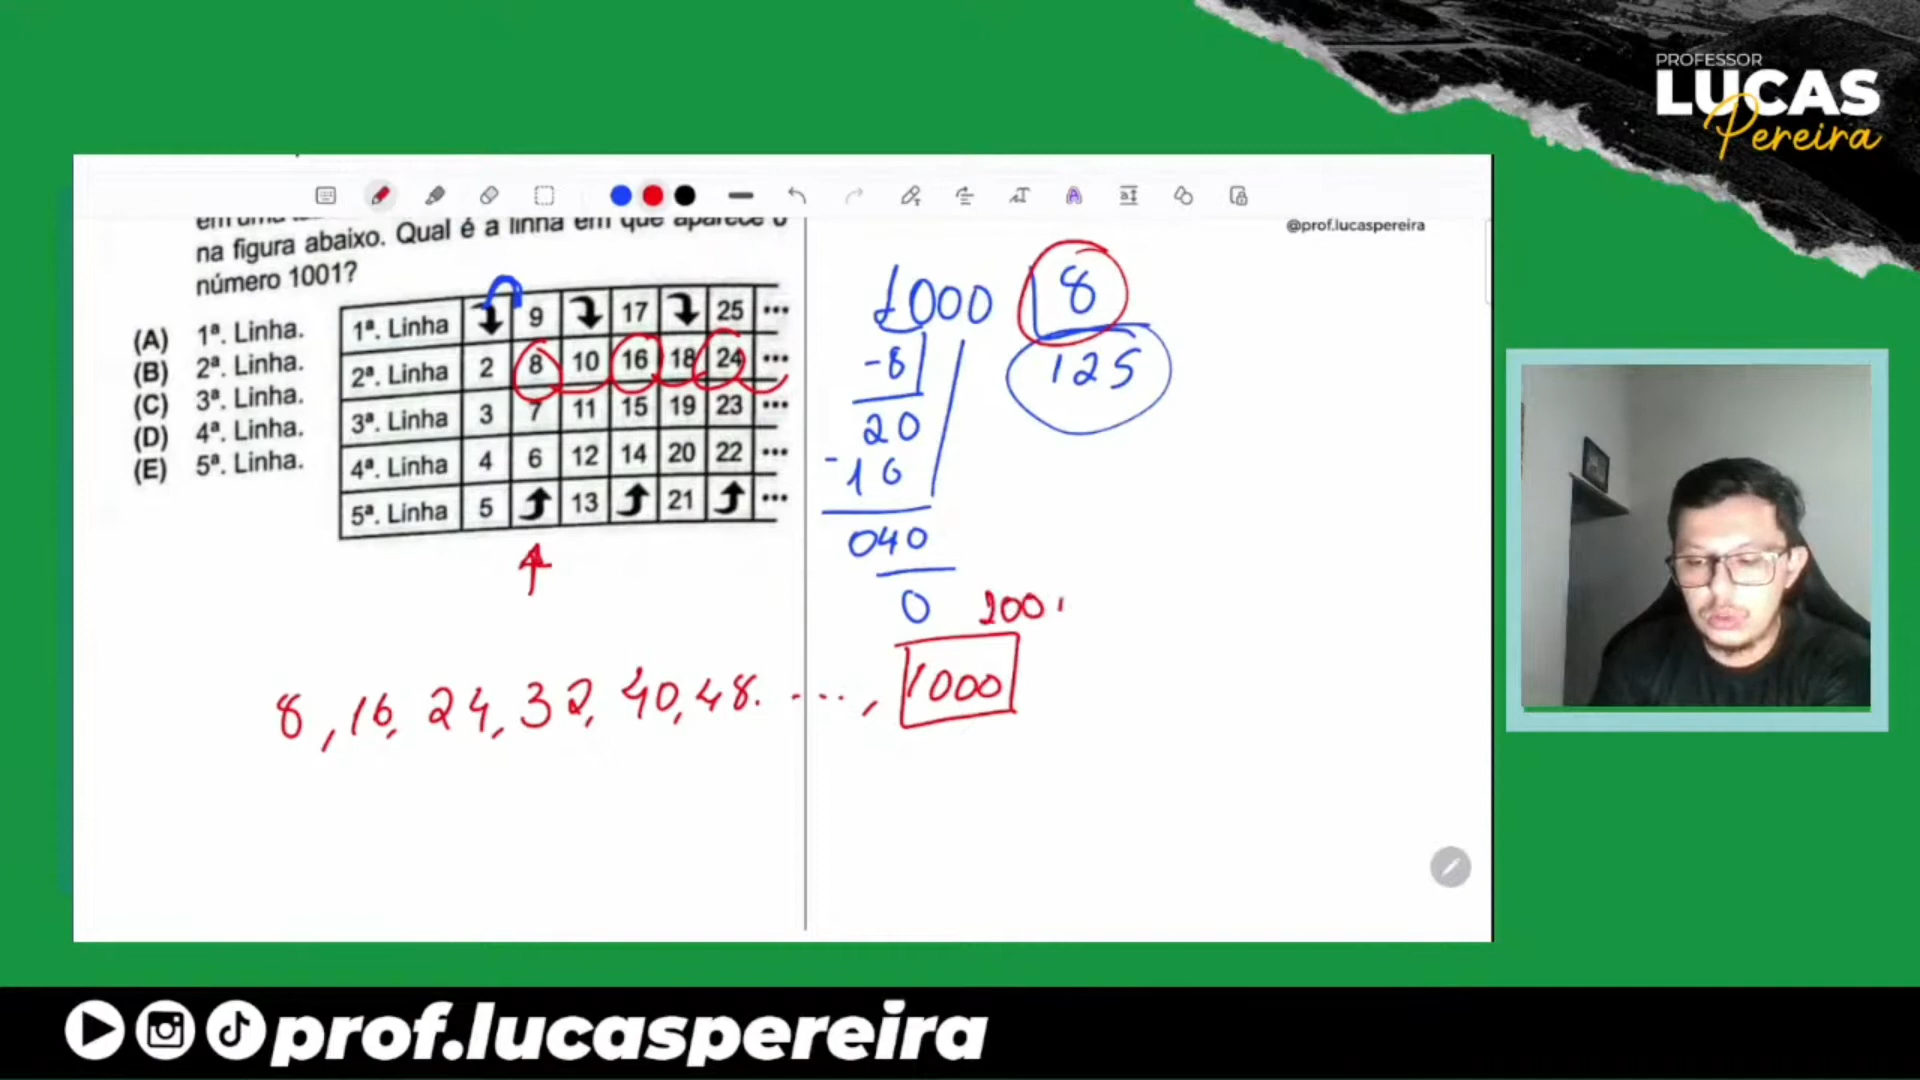 PROFESSOR
LUCAS
Pereira
@prof.lucaspereira
na figura abaixo. Qual é a linha em que aparece o
número 1001?
(A) 1ª. Linha.
(B) 2ª. Linha.
(C) 3ª. Linha.
(D) 4ª. Linha.
(E) 5ª. Linha.
1ª. Linha 9 17 25 ...
2ª. Linha 2 8 10 16 18 24 ...
3ª. Linha 3 7 11 15 19 23 ...
4ª. Linha 4 6 12 14 20 22 ...
5ª. Linha 5 13 21 ...
1000 8
-8 125
20
-16
040
0 100
8, 16, 24, 32, 40, 48. ..., 1000
prof.lucaspereira